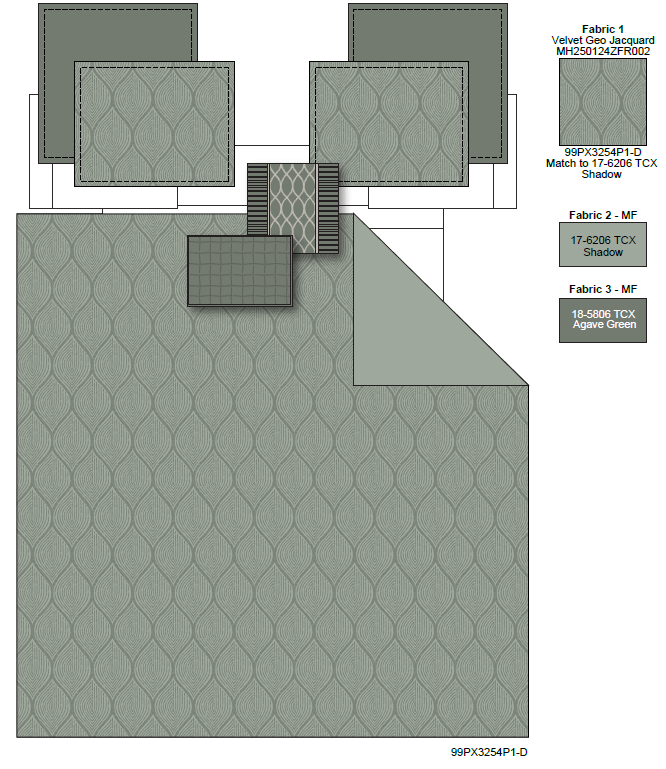 Fabric 1
Velvet Geo Jacquard
MH250124ZFR002
99PX3254P1-D
Match to 17-6206 TCX
Shadow
Fabric 2 - MF
17-6206 TCX
Shadow
Fabric 3 - MF
18-5806 TCX
Agave Green
99PX3254P1-D